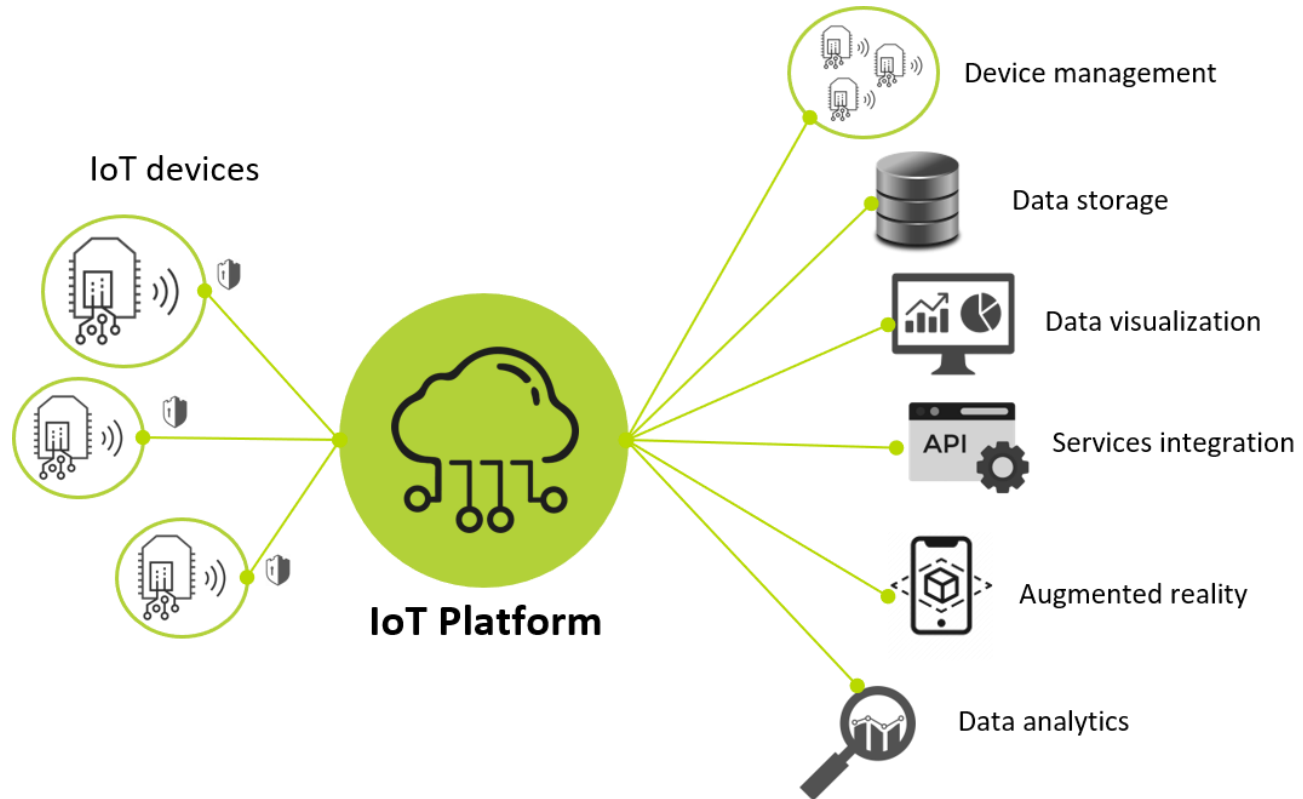 IoT devices
IoT Platform
Device management
Data storage
Data visualization
API
Services integration
Augmented reality
Data analytics